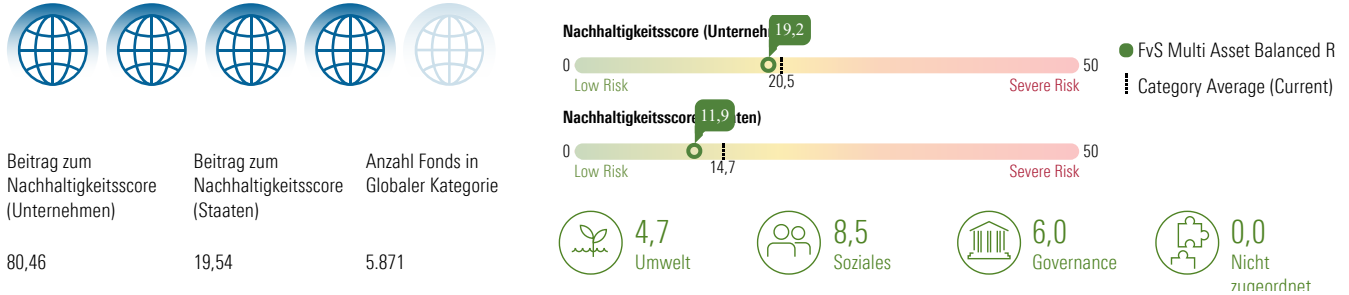 Beitrag zum
Nachhaltigkeitsscore
(Unternehmen)
80,46
Beitrag zum
Nachhaltigkeitsscore
(Staaten)
19,54
Anzahl Fonds in
Globaler Kategorie
5.871
Nachhaltigkeitsscore (Unterneh
19,2
0
50
Low Risk
20,5
Severe Risk
Nachhaltigkeitsscore
11,9
ten)
0
50
Low Risk
14,7
Severe Risk
FvS Multi Asset Balanced R
Category Average (Current)
4,7
Umwelt
8,5
Soziales
6,0
Governance
0,0
Nicht
zugeordnet